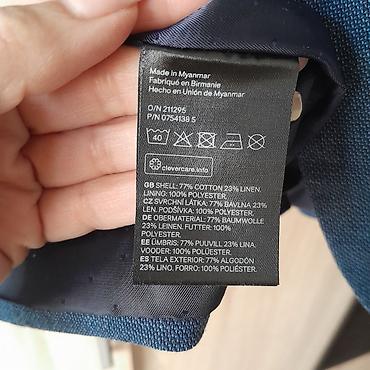 Made in Myanmar
Fabriqué en Birmanie
Hecho en Unión de Myanmar
O/N 211295
P/N 0754138 5
40
clevercare.info
GB SHELL: 77% COTTON 23% LINEN.
LINING: 100% POLYESTER.
CZ SVRCHNÍ LÁTKA: 77% BAVLNA 23%
LEN. PODŠÍVKA: 100% POLYESTER.
DE OBERMATERIAL: 77% BAUMWOLLE
23% LEINEN. FUTTER: 100%
POLYESTER.
EE ÜMBRIS: 77% PUUVILL 23% LINA.
VOODER: 100% POLÜESTER.
ES TELA EXTERIOR: 77% ALGODÓN
23% LINO. FORRO: 100% POLIÉSTER.